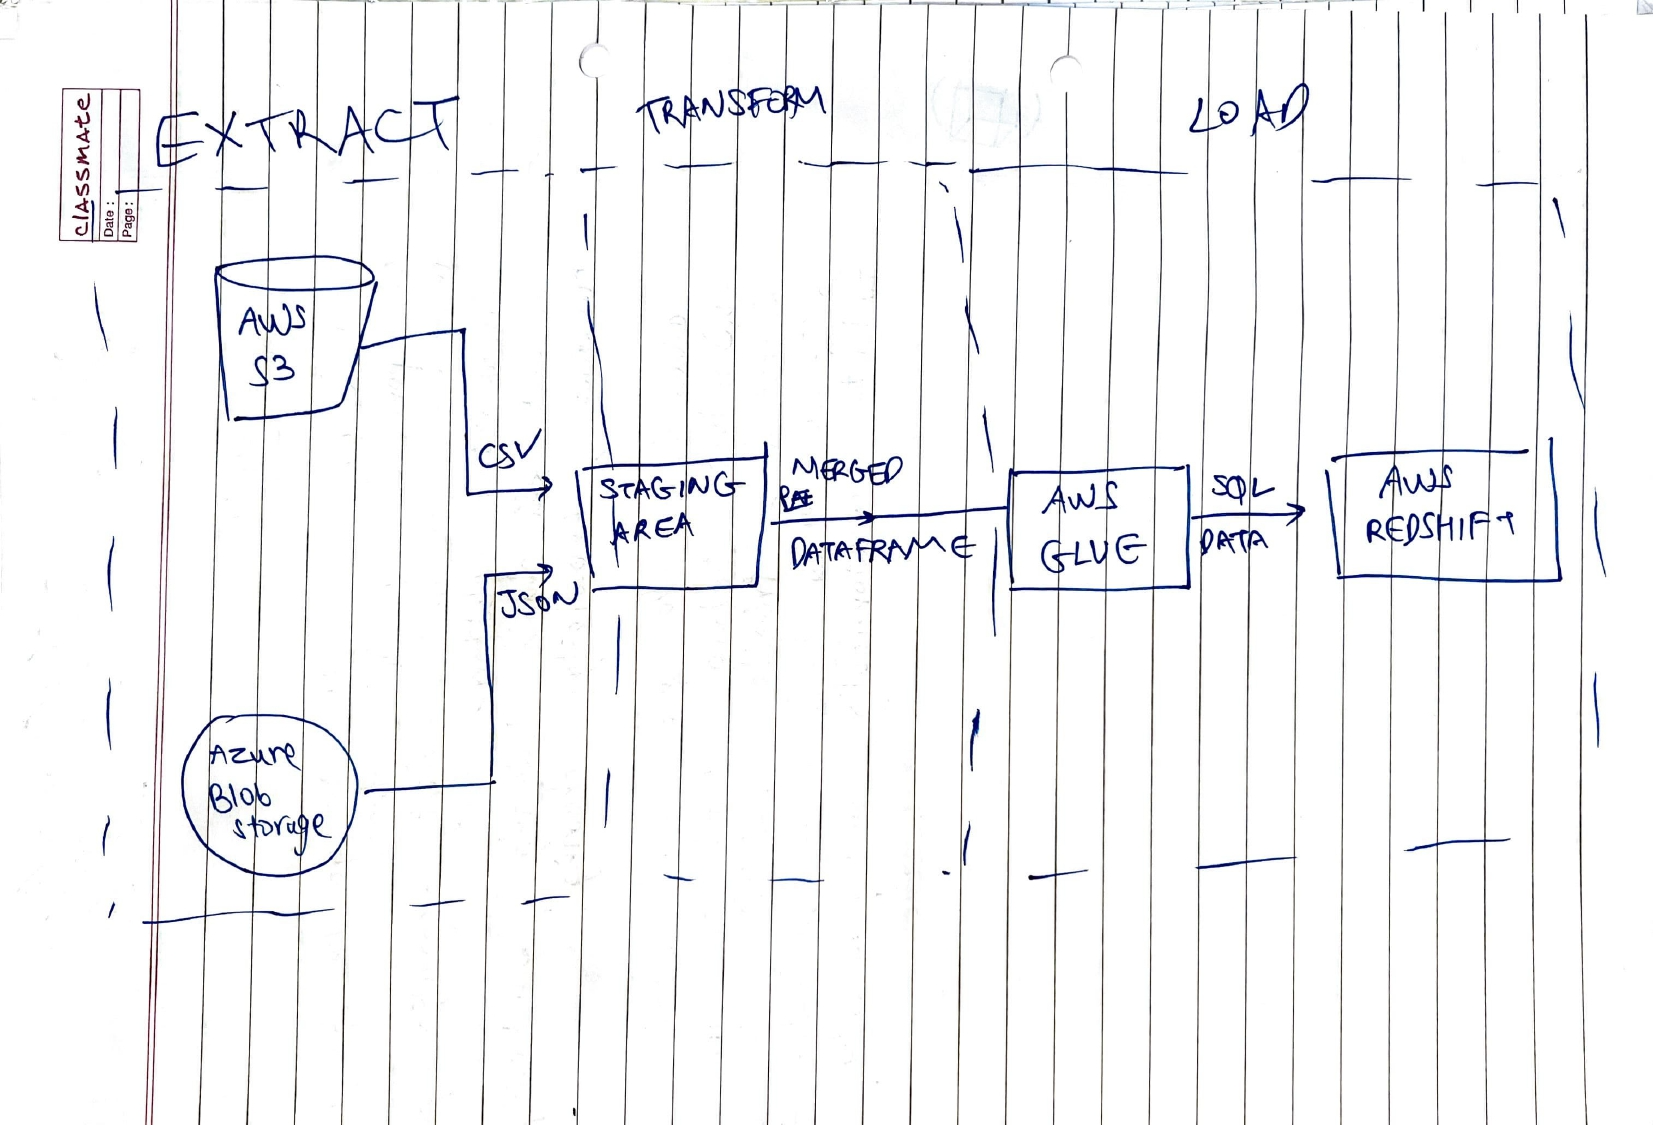 classmate
Date :
Page :
EXTRACT
TRANSFORM
LOAD
AWS
S3
CSV
STAGING
AREA
JSON
Azure
Blob
storage
MERGED
DATAFRAME
AWS
GLUE
SQL
DATA
AWS
REDSHIFT